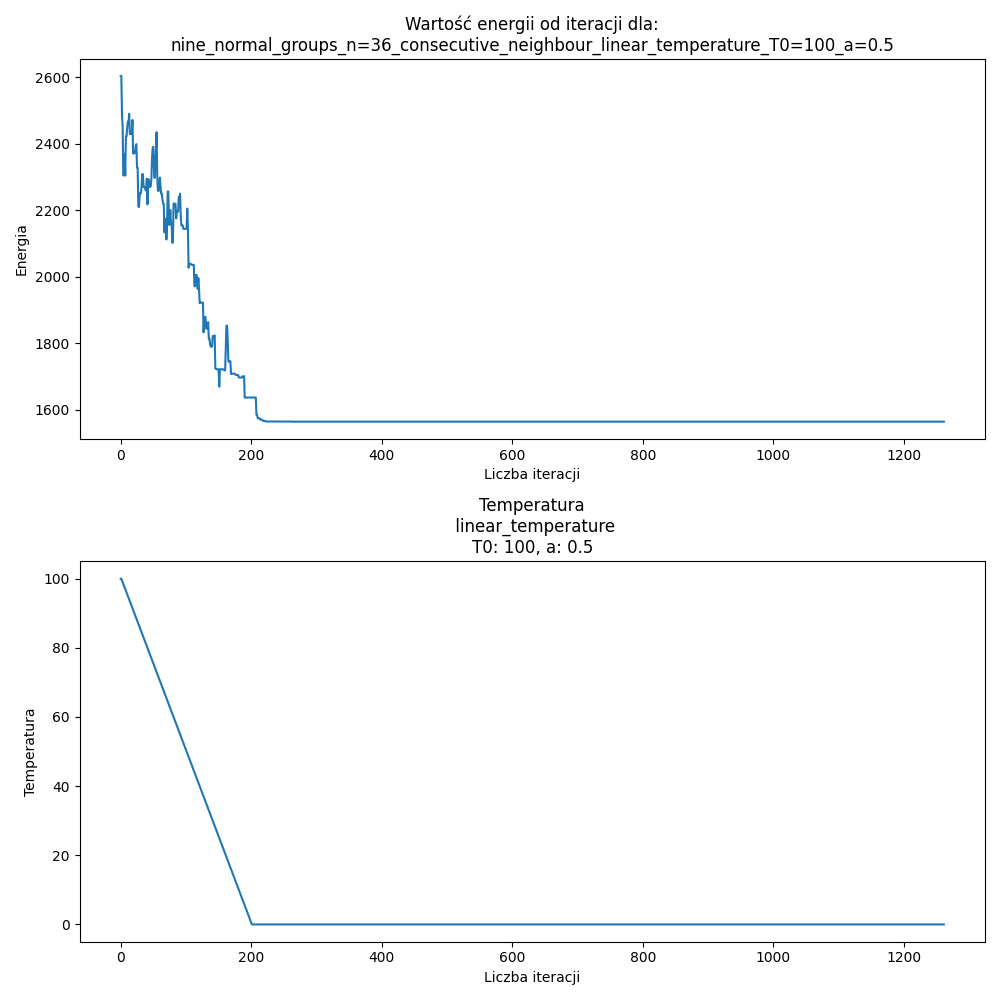 Wartość energii od iteracji dla:
nine_normal_groups_n=36_consecutive_neighbour_linear_temperature_T0=100_a=0.5
2600
2400
2200
2000
1800
1600
Energia
0 200 400 600 800 1000 1200
Liczba iteracji
Temperatura
linear_temperature
T0: 100, a: 0.5
100
80
60
40
20
0
Temperatura
0 200 400 600 800 1000 1200
Liczba iteracji